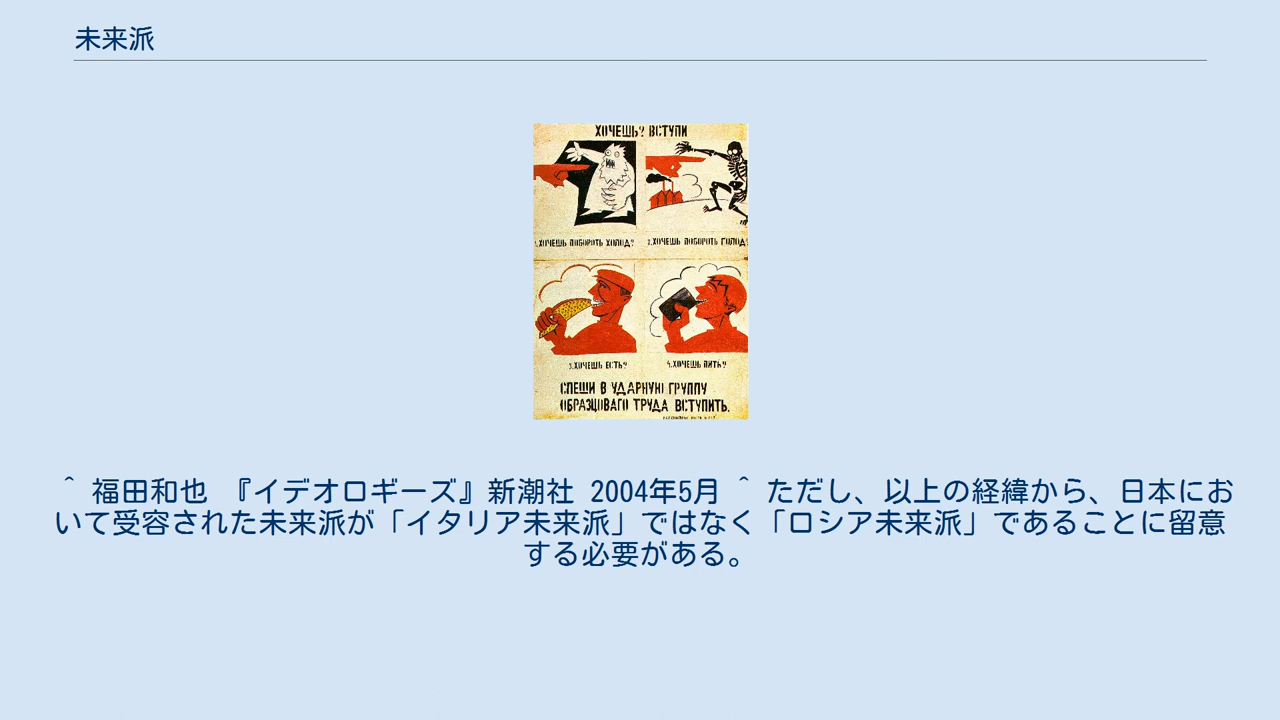 未来派
ХОЧЕШЬ? ВСТУПИ
1.ХОЧЕШЬ ПОБОРОТЬ ХОЛОД?
2.ХОЧЕШЬ ПОБОРОТЬ ГОЛОД?
3.ХОЧЕШЬ ЕСТЬ?
4.ХОЧЕШЬ ПИТЬ?
СПЕШИ В УДАРНУЮ ГРУППУ
ОБРАЗЦОВАГО ТРУДА ВСТУПИТЬ.
^ 福田和也 『イデオロギーズ』新潮社 2004年5月 ^ ただし、以上の経緯から、日本にお
いて受容された未来派が「イタリア未来派」ではなく「ロシア未来派」であることに留意
する必要がある。